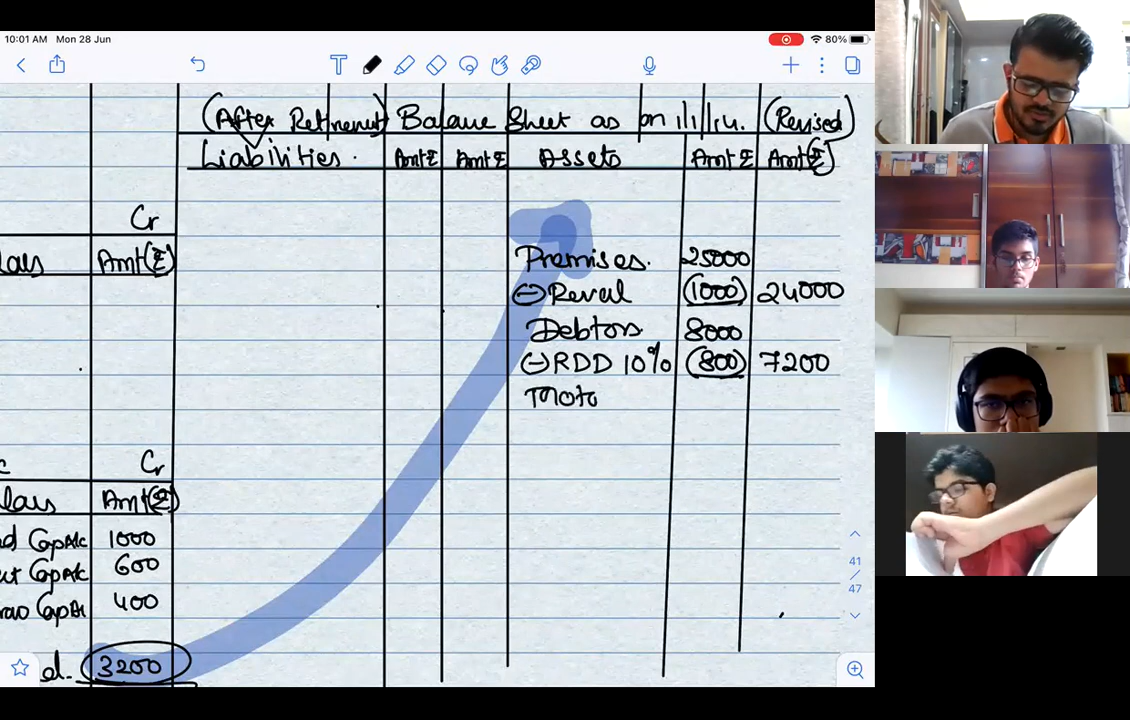 10:01 AM Mon 28 Jun
80%
(After Retirement) Balance Sheet as on 1/1/14. (Revised)
Liabilities. Amt ₹ Amt ₹ Assets Amt ₹ Amt(₹)
Cr
Amt(₹)
Premises. 25000
(-) Reval (1000) 24000
Debtors 8000
(-) RDD 10% (800) 7200
Moto
Cr
Amt(₹)
Cap A/c 1000
Cap A/c 600
Cap A/c 400
d. 3200
41
/
47